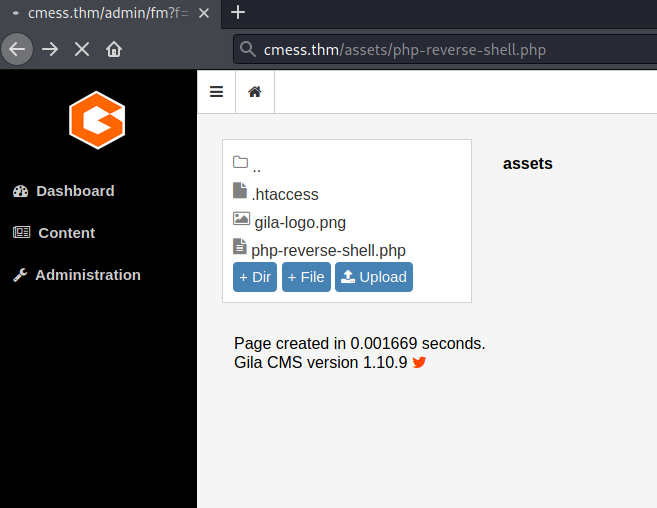 cmess.thm/admin/fm?f=
cmess.thm/assets/php-reverse-shell.php
Dashboard
Content
Administration
..
.htaccess
gila-logo.png
php-reverse-shell.php
+ Dir + File Upload
assets
Page created in 0.001669 seconds.
Gila CMS version 1.10.9